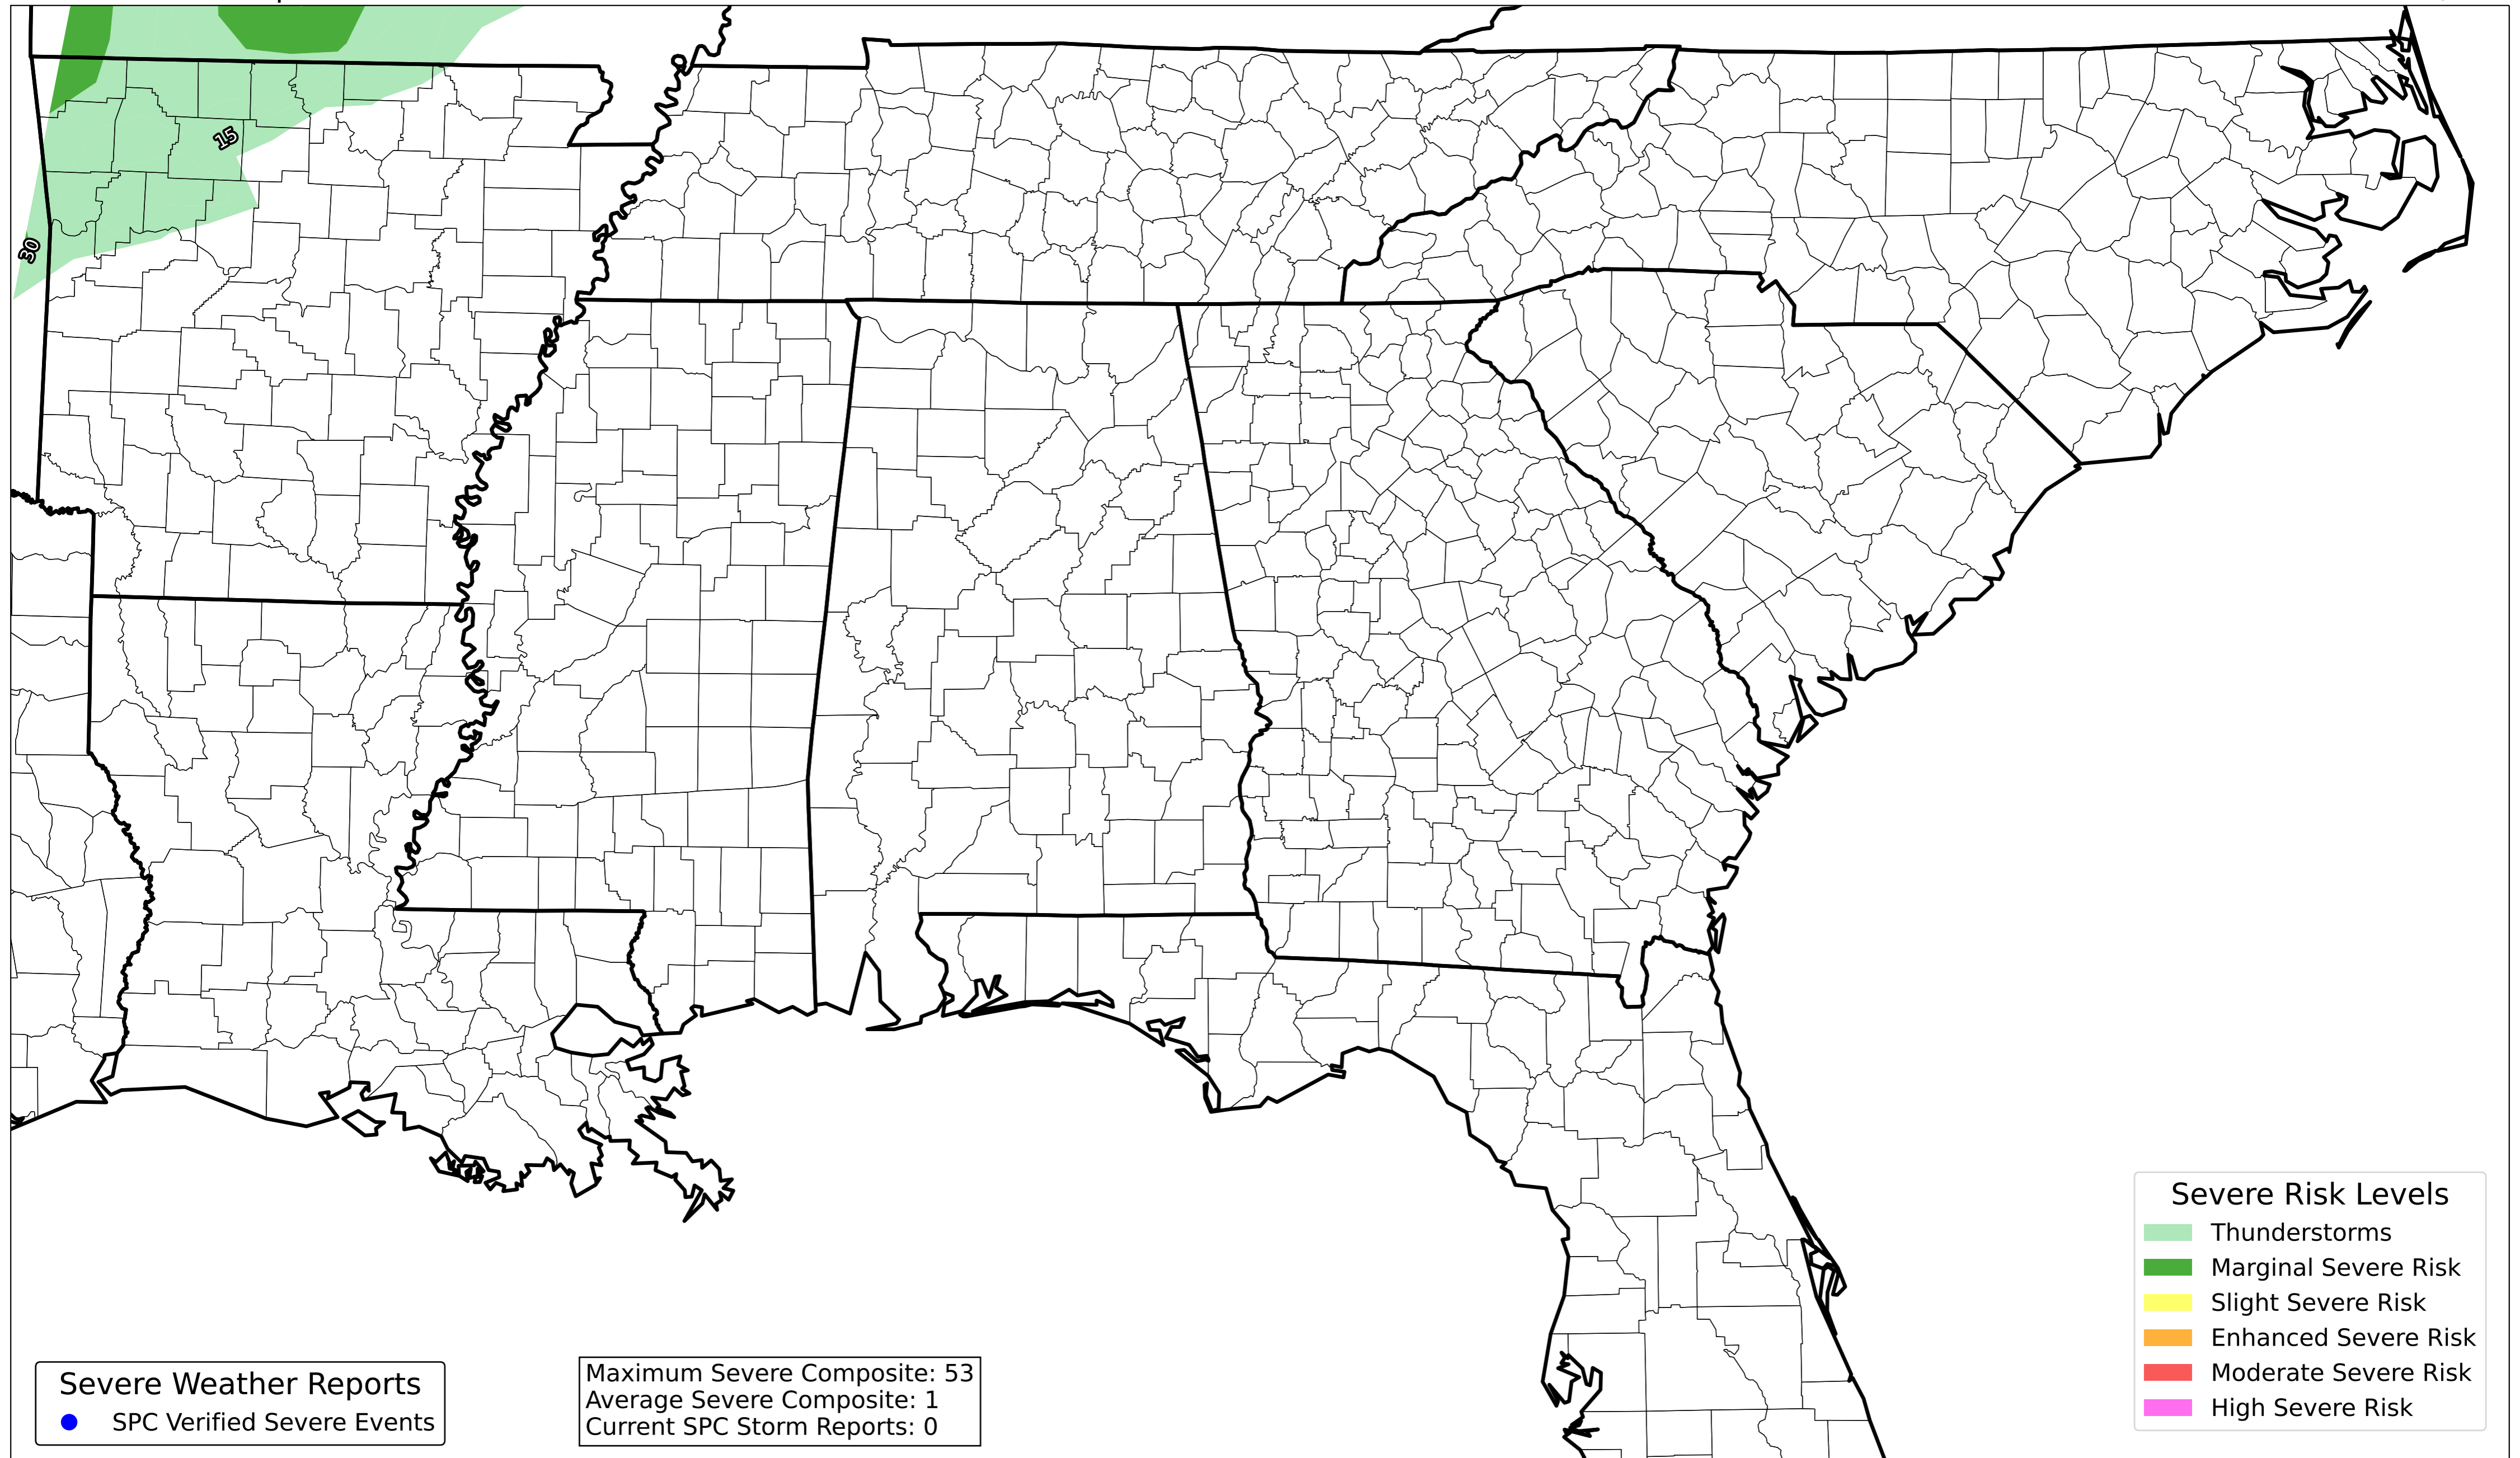 15
30
Severe Risk Levels
Thunderstorms
Marginal Severe Risk
Slight Severe Risk
Enhanced Severe Risk
Moderate Severe Risk
High Severe Risk
Severe Weather Reports
SPC Verified Severe Events
Maximum Severe Composite: 53
Average Severe Composite: 1
Current SPC Storm Reports: 0